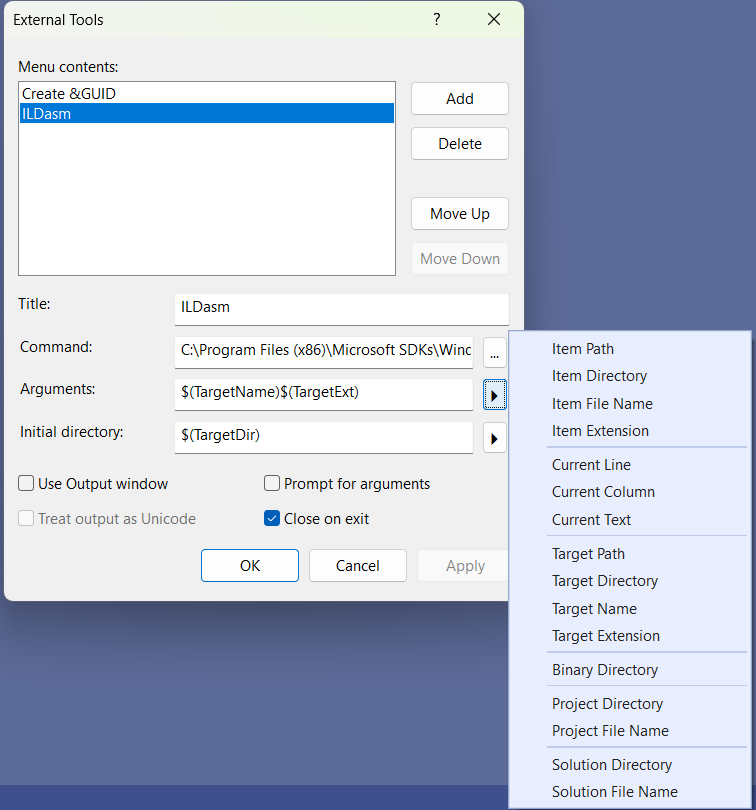 External Tools
?
Menu contents:
Create &GUID
ILDasm
Add
Delete
Move Up
Move Down
Title:
ILDasm
Command:
C:\Program Files (x86)\Microsoft SDKs\Winc
...
Arguments:
$(TargetName)$(TargetExt)
Initial directory:
$(TargetDir)
Use Output window
Prompt for arguments
Treat output as Unicode
Close on exit
OK
Cancel
Apply
Item Path
Item Directory
Item File Name
Item Extension
Current Line
Current Column
Current Text
Target Path
Target Directory
Target Name
Target Extension
Binary Directory
Project Directory
Project File Name
Solution Directory
Solution File Name